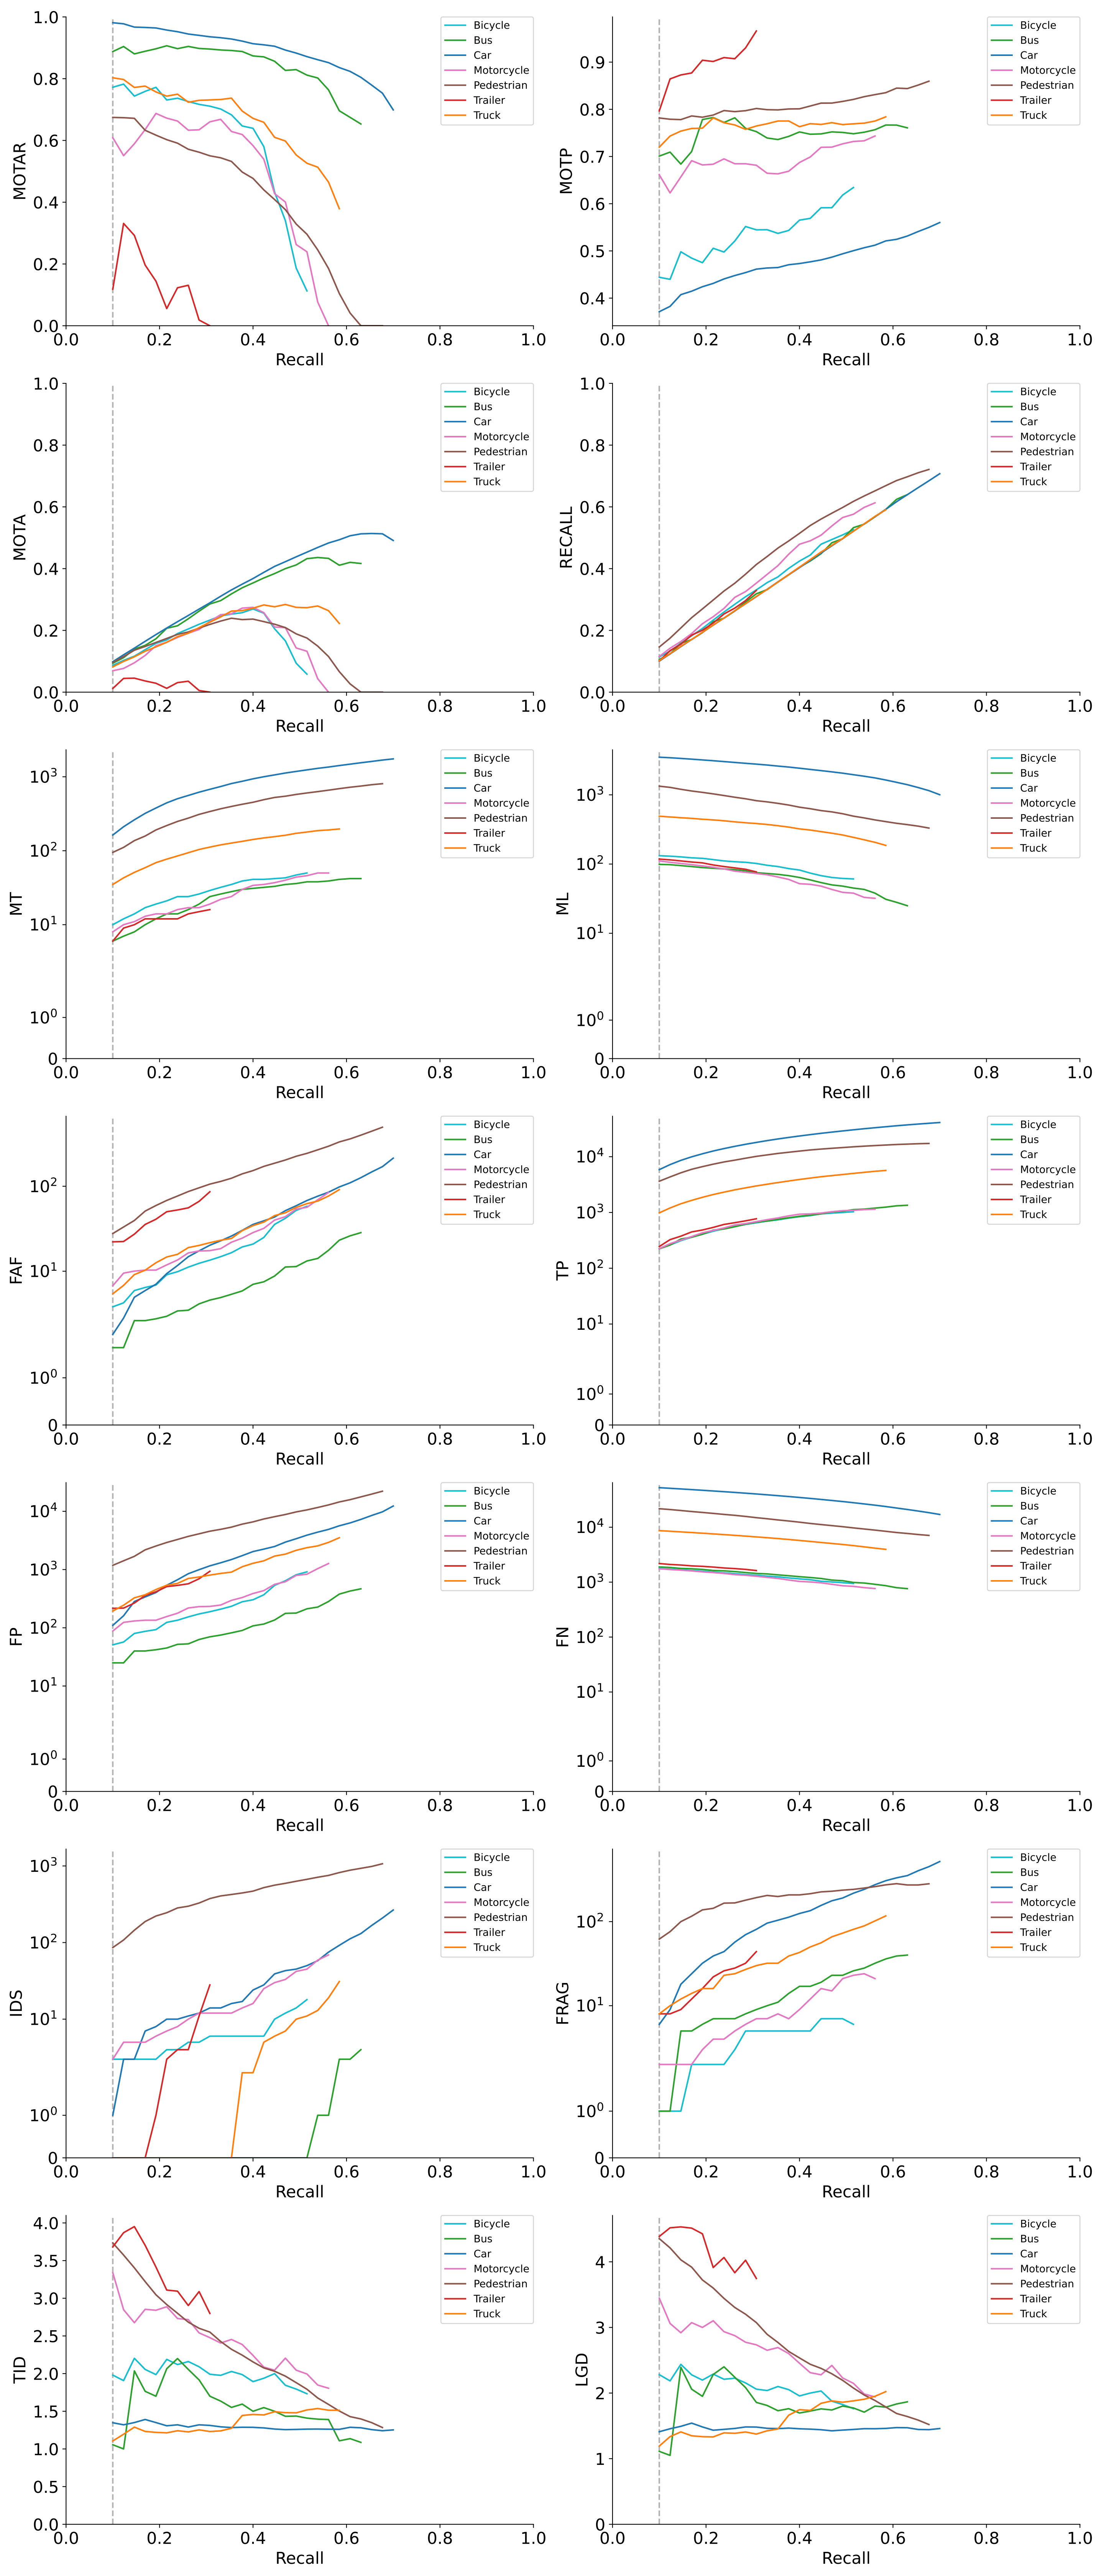 MOTAR
1.0
0.8
0.6
0.4
0.2
0.0
0.0 0.2 0.4 0.6 0.8 1.0
Recall
Bicycle
Bus
Car
Motorcycle
Pedestrian
Trailer
Truck
MOTP
0.9
0.8
0.7
0.6
0.5
0.4
0.0 0.2 0.4 0.6 0.8 1.0
Recall
Bicycle
Bus
Car
Motorcycle
Pedestrian
Trailer
Truck
MOTA
1.0
0.8
0.6
0.4
0.2
0.0
0.0 0.2 0.4 0.6 0.8 1.0
Recall
Bicycle
Bus
Car
Motorcycle
Pedestrian
Trailer
Truck
RECALL
1.0
0.8
0.6
0.4
0.2
0.0
0.0 0.2 0.4 0.6 0.8 1.0
Recall
Bicycle
Bus
Car
Motorcycle
Pedestrian
Trailer
Truck
MT
10³
10²
10¹
10⁰
0
0.0 0.2 0.4 0.6 0.8 1.0
Recall
Bicycle
Bus
Car
Motorcycle
Pedestrian
Trailer
Truck
ML
10³
10²
10¹
10⁰
0
0.0 0.2 0.4 0.6 0.8 1.0
Recall
Bicycle
Bus
Car
Motorcycle
Pedestrian
Trailer
Truck
FAF
10²
10¹
10⁰
0
0.0 0.2 0.4 0.6 0.8 1.0
Recall
Bicycle
Bus
Car
Motorcycle
Pedestrian
Trailer
Truck
TP
10⁴
10³
10²
10¹
10⁰
0
0.0 0.2 0.4 0.6 0.8 1.0
Recall
Bicycle
Bus
Car
Motorcycle
Pedestrian
Trailer
Truck
FP
10⁴
10³
10²
10¹
10⁰
0
0.0 0.2 0.4 0.6 0.8 1.0
Recall
Bicycle
Bus
Car
Motorcycle
Pedestrian
Trailer
Truck
FN
10⁴
10³
10²
10¹
10⁰
0
0.0 0.2 0.4 0.6 0.8 1.0
Recall
Bicycle
Bus
Car
Motorcycle
Pedestrian
Trailer
Truck
IDS
10³
10²
10¹
10⁰
0
0.0 0.2 0.4 0.6 0.8 1.0
Recall
Bicycle
Bus
Car
Motorcycle
Pedestrian
Trailer
Truck
FRAG
10²
10¹
10⁰
0
0.0 0.2 0.4 0.6 0.8 1.0
Recall
Bicycle
Bus
Car
Motorcycle
Pedestrian
Trailer
Truck
TID
4.0
3.5
3.0
2.5
2.0
1.5
1.0
0.5
0.0
0.0 0.2 0.4 0.6 0.8 1.0
Recall
Bicycle
Bus
Car
Motorcycle
Pedestrian
Trailer
Truck
LGD
4
3
2
1
0
0.0 0.2 0.4 0.6 0.8 1.0
Recall
Bicycle
Bus
Car
Motorcycle
Pedestrian
Trailer
Truck